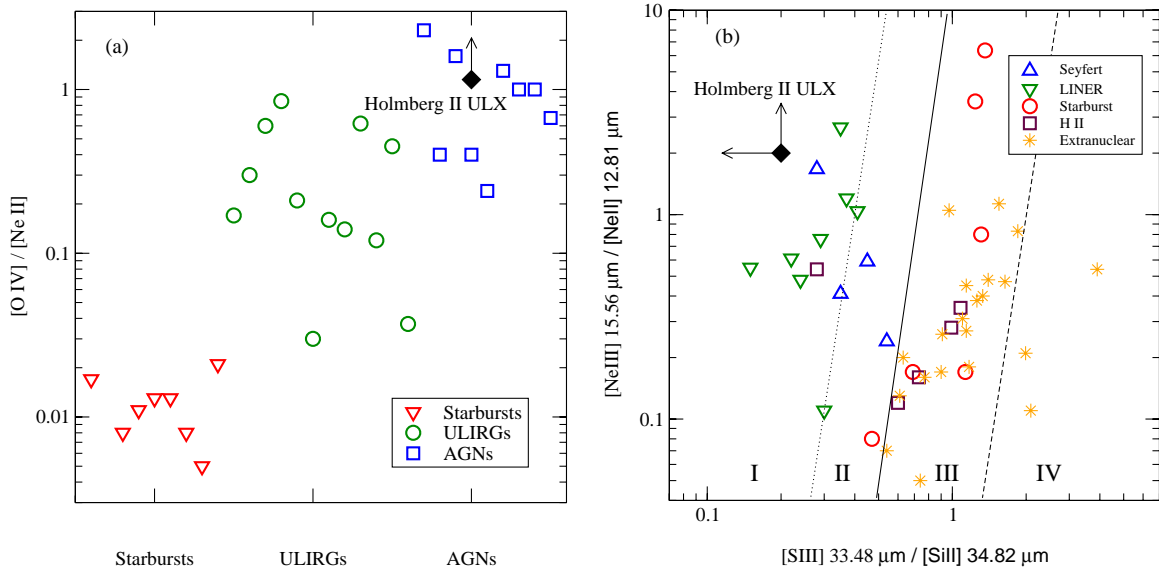 (a)
1
0.1
0.01
[O IV] / [Ne II]
Holmberg II ULX
Starbursts
ULIRGs
AGNs
Starbursts
ULIRGs
AGNs
(b)
10
1
0.1
[NeIII] 15.56 µm / [NeII] 12.81 µm
Holmberg II ULX
Seyfert
LINER
Starburst
H II
Extranuclear
I
II
III
IV
0.1
1
[SIII] 33.48 µm / [SiII] 34.82 µm